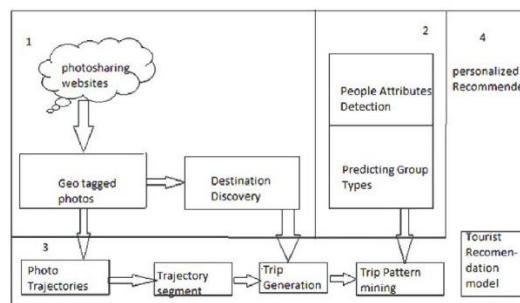 1
photosharing
websites
Geo tagged
photos
Destination
Discovery
2
People Attributes
Detection
Predicting Group
Types
3
Photo
Trajectories
Trajectory
segment
Trip
Generation
Trip Pattern
mining
4
personalized
Recommende
Tourist
Recomen-
dation
model